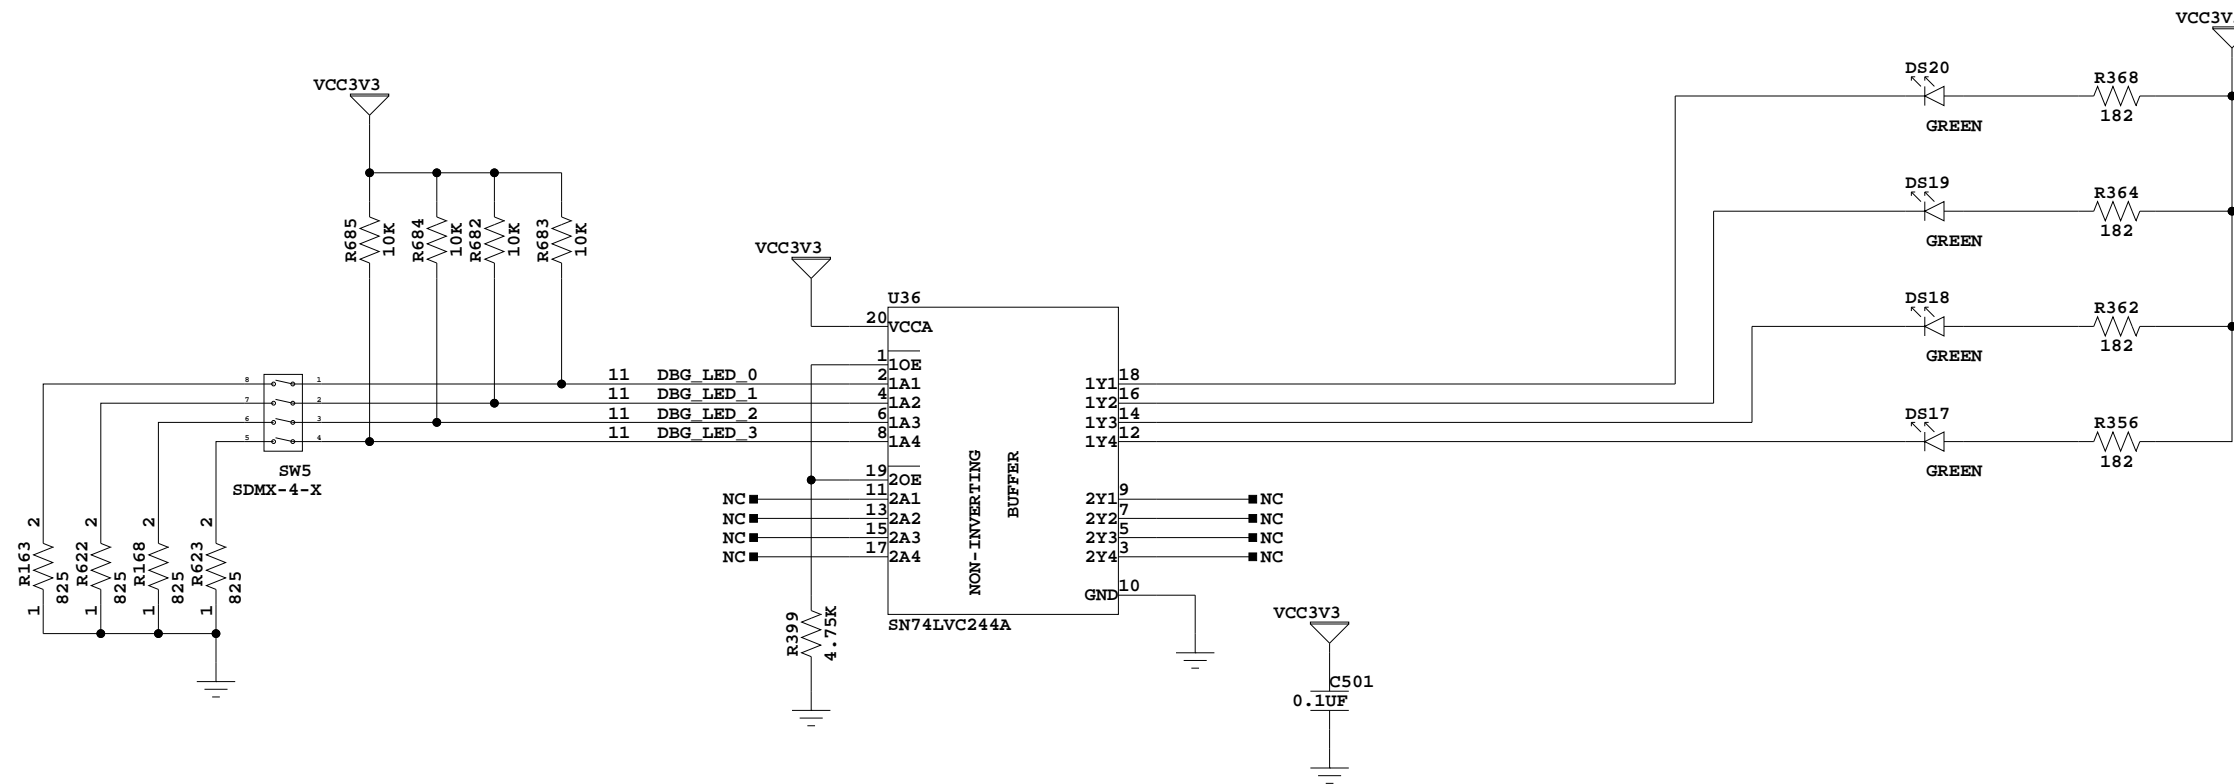 VCC3V
DS20
R368
182
GREEN
VCC3V3
DS19
R364
182
GREEN
R685
10K
R684
10K
R682
10K
R683
10K
VCC3V3
DS18
R362
182
GREEN
U36
20 VCCA
1 1OE
8 1 11 DBG_LED_0 2 1A1 1Y1 18
7 2 11 DBG_LED_1 4 1A2 1Y2 16
6 3 11 DBG_LED_2 6 1A3 1Y3 14
5 4 11 DBG_LED_3 8 1A4 1Y4 12
DS17
R356
182
GREEN
SW5
SDMX-4-X
19 2OE
NC 11 2A1 2Y1 9 NC
NC 13 2A2 2Y2 7 NC
NC 15 2A3 2Y3 5 NC
NC 17 2A4 2Y4 3 NC
NON-INVERTING
BUFFER
GND 10
SN74LVC244A
2 2 2 2
R163
825
R622
825
R168
825
R623
825
1 1 1 1
R399
4.75K
VCC3V3
C501
0.1UF